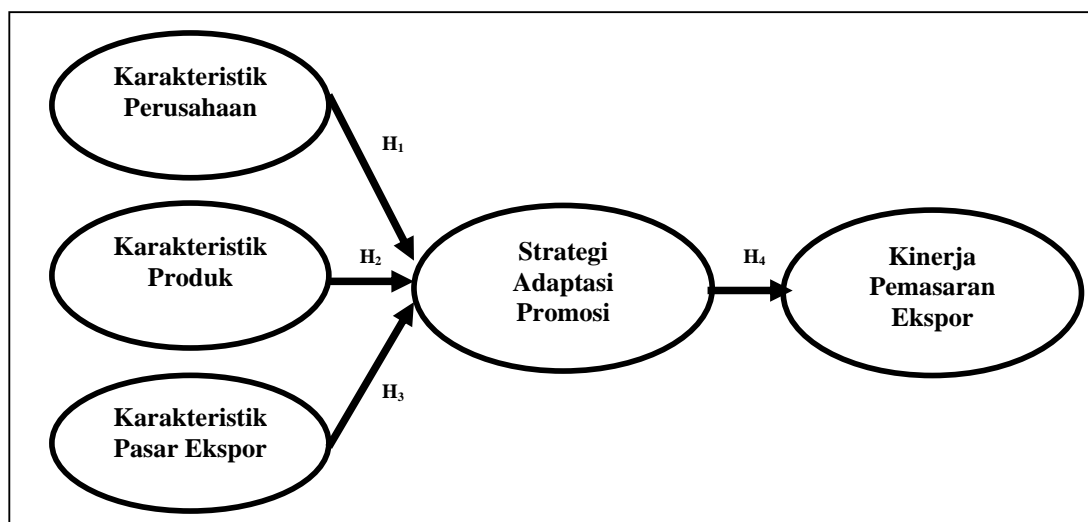 Karakteristik
Perusahaan
H₁
Karakteristik
Produk
H₂
Karakteristik
Pasar Ekspor
H₃
Strategi
Adaptasi
Promosi
H₄
Kinerja
Pemasaran
Ekspor